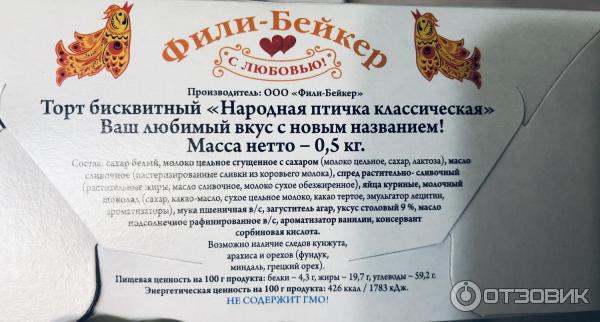 Фили-Бейкер
С ЛЮБОВЬЮ!
Производитель: ООО «Фили-Бейкер»
Торт бисквитный «Народная птичка классическая»
Ваш любимый вкус с новым названием!
Масса нетто – 0,5 кг.
Состав: сахар белый, молоко цельное сгущенное с сахаром (молоко цельное, сахар, лактоза), масло
сливочное (пастеризированные сливки из коровьего молока), спред растительно- сливочный
(растительные жиры, масло сливочное, молоко сухое обезжиренное), яйца куриные, молочный
шоколад (сахар, какао-масло, сухое цельное молоко, какао тертое, эмульгатор лецитин,
ароматизаторы), мука пшеничная в/с, загуститель агар, уксус столовый 9 %, масло
подсолнечное рафинированное в/с, ароматизатор ванилин, консервант
сорбиновая кислота.
Возможно наличие следов кунжута,
арахиса и орехов (фундук,
миндаль, грецкий орех).
Пищевая ценность на 100 г продукта: белки – 4,3 г, жиры – 19,7 г, углеводы – 59,2 г.
Энергетическая ценность на 100 г продукта: 426 ккал / 1783 кДж.
НЕ СОДЕРЖИТ ГМО!
ОТЗОВИК